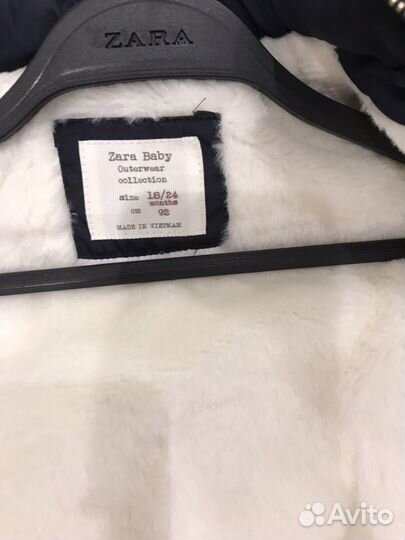 ZARA
Zara Baby
Outerwear
collection
size 18/24
months
cm 92
MADE IN VIETNAM
Avito